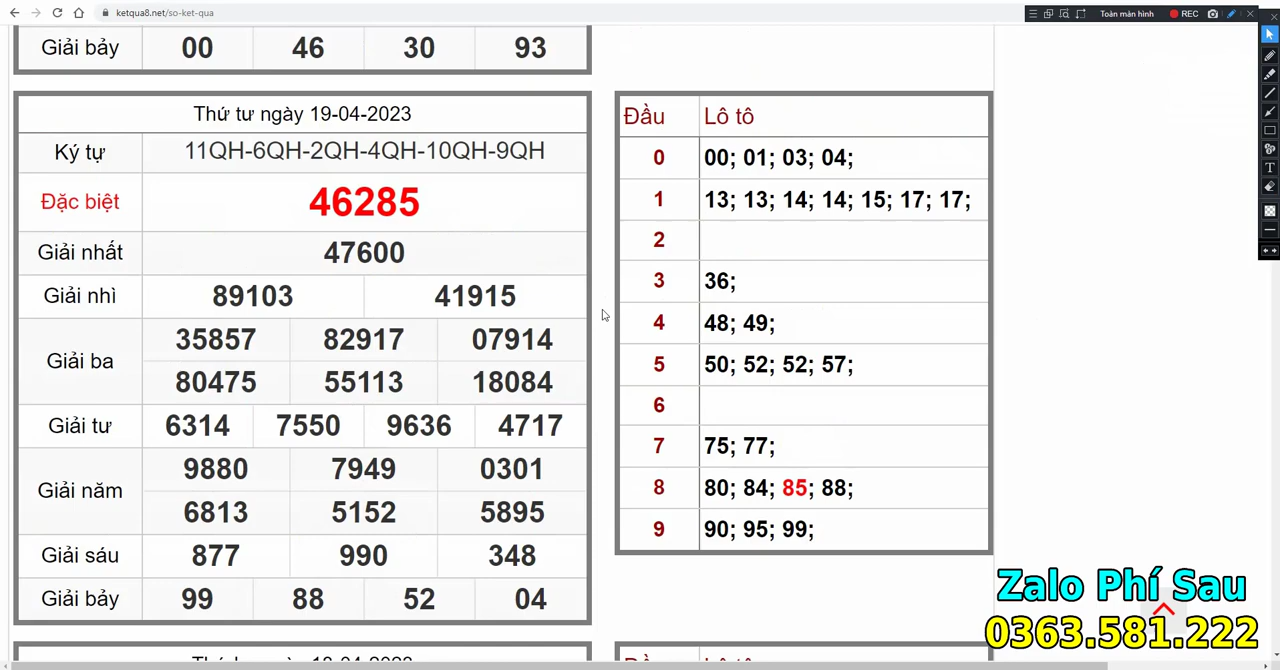 ketqua8.net/so-ket-qua
Toàn màn hình
REC
Giải bảy 00 46 30 93
Thứ tư ngày 19-04-2023
Ký tự 11QH-6QH-2QH-4QH-10QH-9QH
Đặc biệt 46285
Giải nhất 47600
Giải nhì 89103 41915
Giải ba
35857 82917 07914
80475 55113 18084
Giải tư 6314 7550 9636 4717
Giải năm
9880 7949 0301
6813 5152 5895
Giải sáu 877 990 348
Giải bảy 99 88 52 04
Đầu Lô tô
0 00; 01; 03; 04;
1 13; 13; 14; 14; 15; 17; 17;
2
3 36;
4 48; 49;
5 50; 52; 52; 57;
6
7 75; 77;
8 80; 84; 85; 88;
9 90; 95; 99;
Zalo Phí Sau
0363.581.222